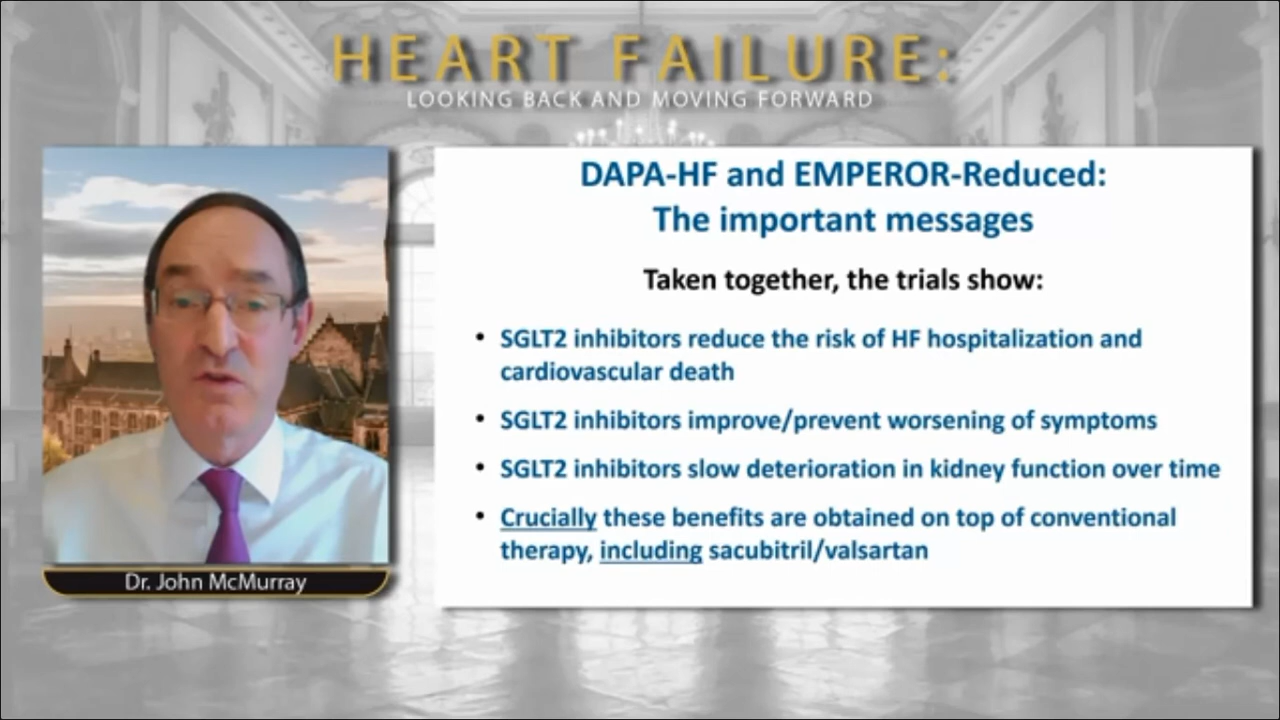 HEART FAILURE:
LOOKING BACK AND MOVING FORWARD
DAPA-HF and EMPEROR-Reduced:
The important messages
Taken together, the trials show:
• SGLT2 inhibitors reduce the risk of HF hospitalization and
cardiovascular death
• SGLT2 inhibitors improve/prevent worsening of symptoms
• SGLT2 inhibitors slow deterioration in kidney function over time
• Crucially these benefits are obtained on top of conventional
therapy, including sacubitril/valsartan
Dr. John McMurray